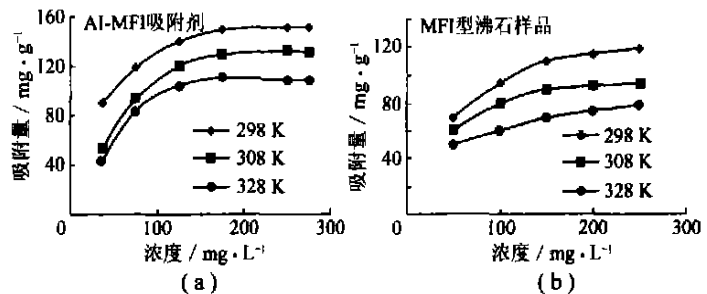 Al-MFI吸附剂
160
120
80
40
0
100
200
300
吸附量 / mg·g⁻¹
浓度 / mg·L⁻¹
298 K
308 K
328 K
(a)
MFI型沸石样品
120
80
40
0
100
200
300
吸附量 / mg·g⁻¹
浓度 / mg·L⁻¹
298 K
308 K
328 K
(b)